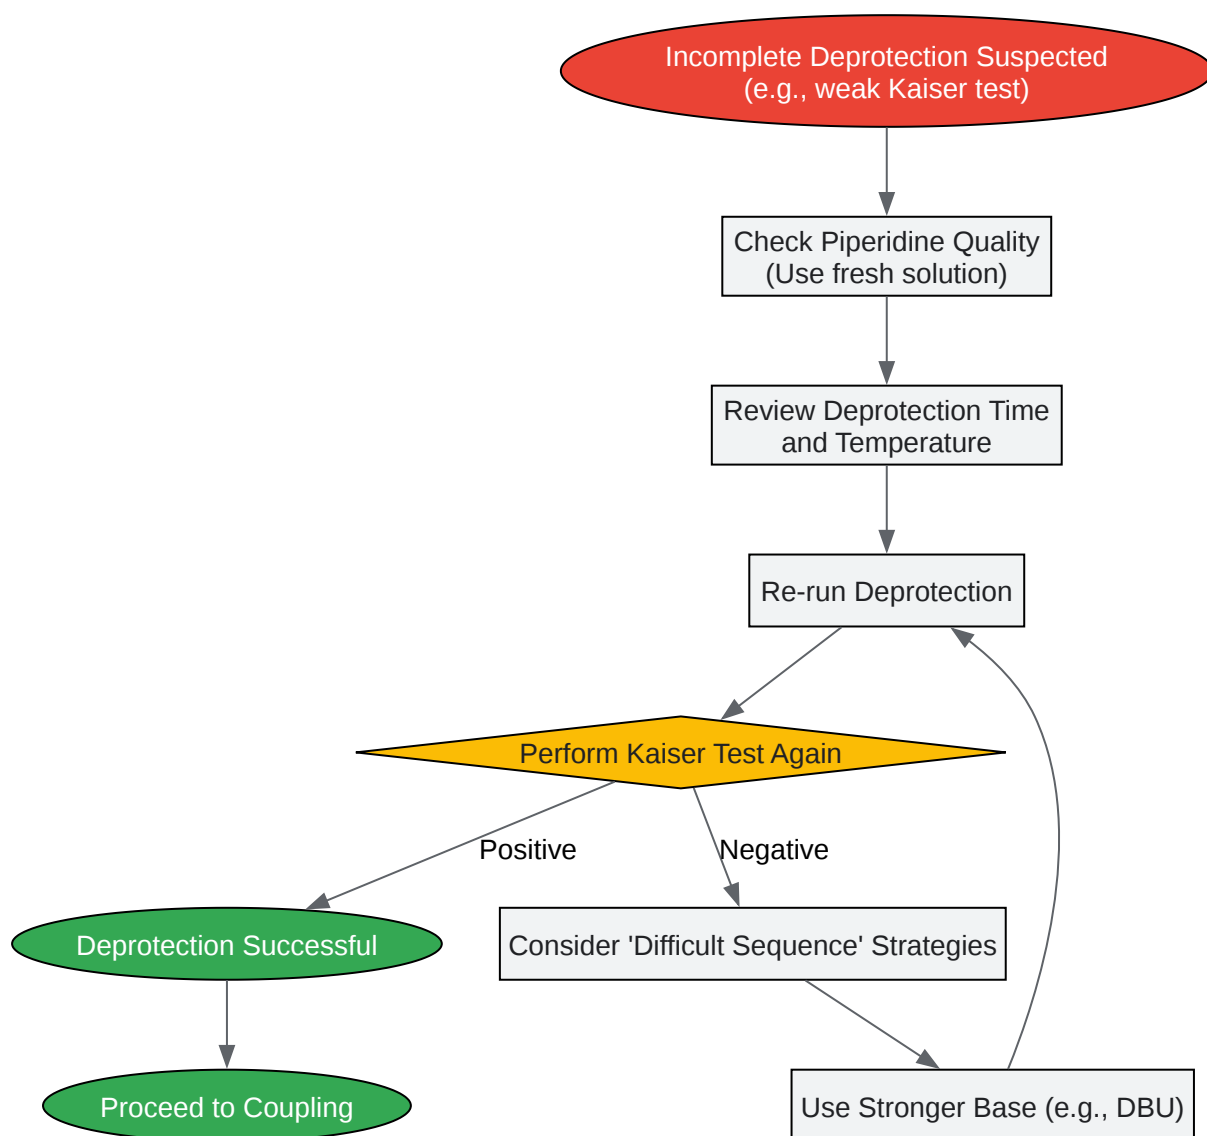 Incomplete Deprotection Suspected
(e.g., weak Kaiser test)
Check Piperidine Quality
(Use fresh solution)
Review Deprotection Time
and Temperature
Re-run Deprotection
Perform Kaiser Test Again
Positive
Negative
Deprotection Successful
Consider 'Difficult Sequence' Strategies
Proceed to Coupling
Use Stronger Base (e.g., DBU)